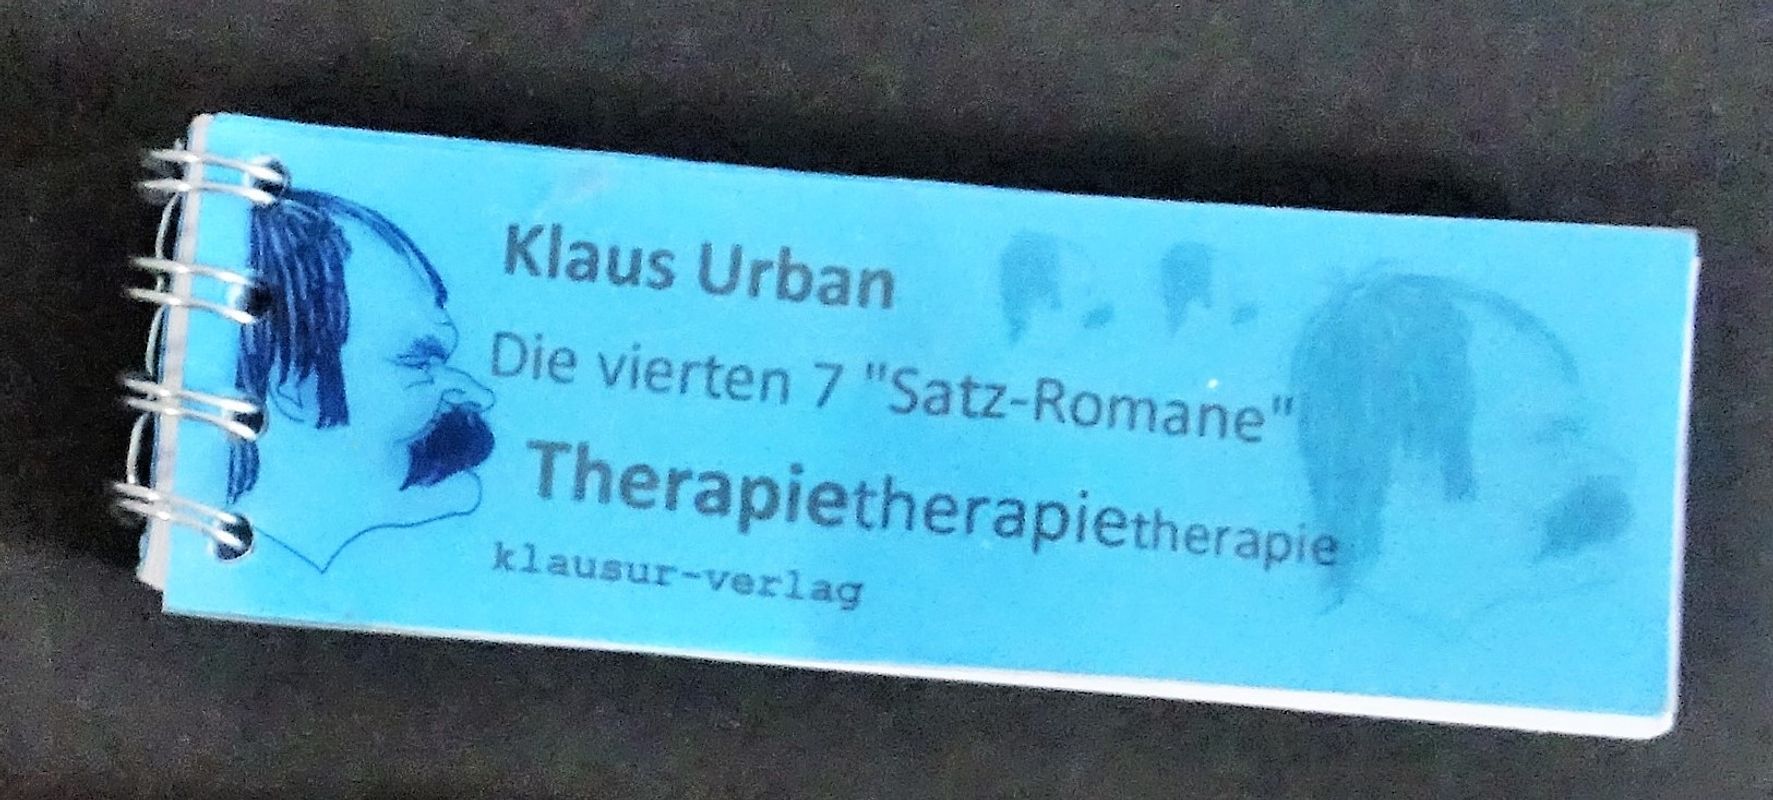 Klaus Urban
Die vierten 7 "Satz-Romane"
Therapietherapietherapie
klausur-verlag